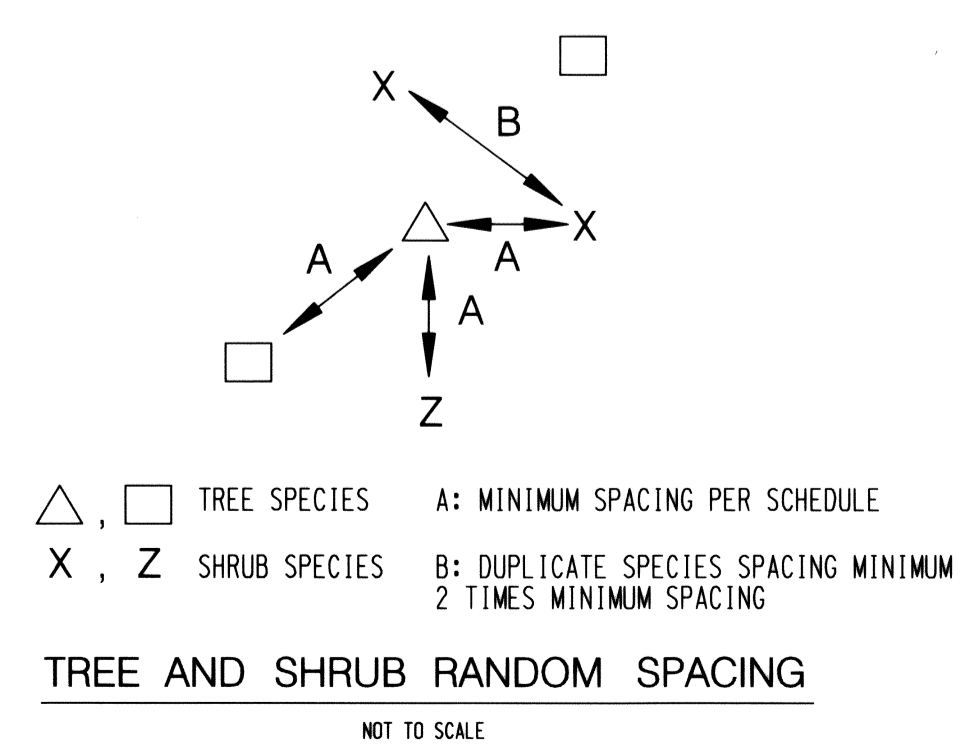 X
B
X
A
A
A
Z
△ , □ TREE SPECIES A: MINIMUM SPACING PER SCHEDULE
X , Z SHRUB SPECIES B: DUPLICATE SPECIES SPACING MINIMUM
2 TIMES MINIMUM SPACING
TREE AND SHRUB RANDOM SPACING
NOT TO SCALE